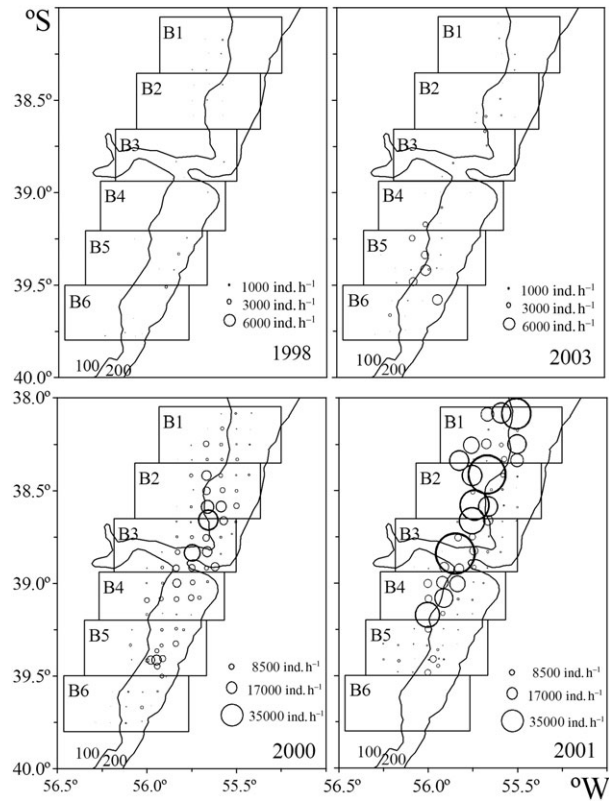 °S
B1
B2
B3
B4
B5
B6
38.5°
39.0°
39.5°
40.0°
100
200
1000 ind. h⁻¹
3000 ind. h⁻¹
6000 ind. h⁻¹
1998
B1
B2
B3
B4
B5
B6
1000 ind. h⁻¹
3000 ind. h⁻¹
6000 ind. h⁻¹
100
200
2003
38.0°
38.5°
39.0°
39.5°
40.0°
B1
B2
B3
B4
B5
B6
8500 ind. h⁻¹
17000 ind. h⁻¹
35000 ind. h⁻¹
100
200
2000
B1
B2
B3
B4
B5
B6
8500 ind. h⁻¹
17000 ind. h⁻¹
35000 ind. h⁻¹
100
200
2001
56.5° 56.0° 55.5° 56.5° 56.0° 55.5°
°W